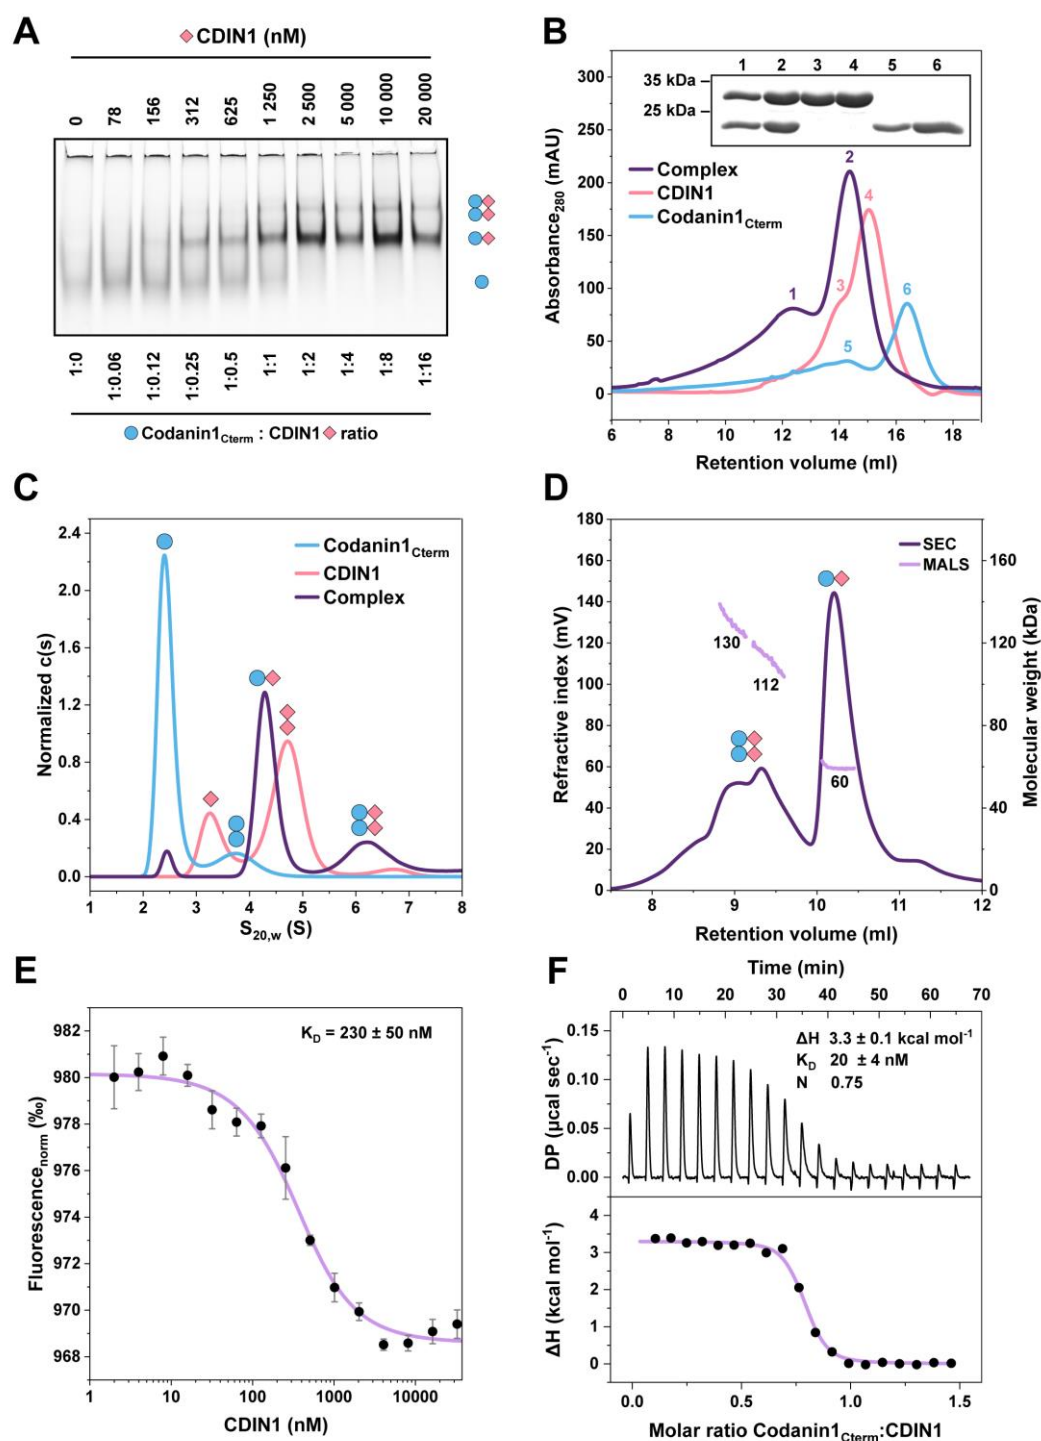 A
CDIN1 (nM)
0 78 156 312 625 1 250 2 500 5 000 10 000 20 000
1:0 1:0.06 1:0.12 1:0.25 1:0.5 1:1 1:2 1:4 1:8 1:16
Codanin1Cterm : CDIN1 ratio
B
Absorbance280 (mAU)
300
250
200
150
100
50
0
35 kDa
25 kDa
1 2 3 4 5 6
Complex
CDIN1
Codanin1Cterm
1
2
3
4
5
6
6 8 10 12 14 16 18
Retention volume (ml)
C
Normalized c(s)
2.4
2.0
1.6
1.2
0.8
0.4
0.0
Codanin1Cterm
CDIN1
Complex
1 2 3 4 5 6 7 8
S20,w (S)
D
Refractive index (mV)
180
160
140
120
100
80
60
40
20
0
SEC
MALS
130
112
60
160
120
80
40
0
Molecular weight (kDa)
8 9 10 11 12
Retention volume (ml)
E
Fluorescencenorm (‰)
982
980
978
976
974
972
970
968
KD = 230 ± 50 nM
1 10 100 1000 10000
CDIN1 (nM)
F
Time (min)
0 10 20 30 40 50 60 70
DP (µcal sec-1)
0.15
0.10
0.05
0.00
ΔH 3.3 ± 0.1 kcal mol-1
KD 20 ± 4 nM
N 0.75
ΔH (kcal mol-1)
4
3
2
1
0
0.0 0.5 1.0 1.5
Molar ratio Codanin1Cterm:CDIN1